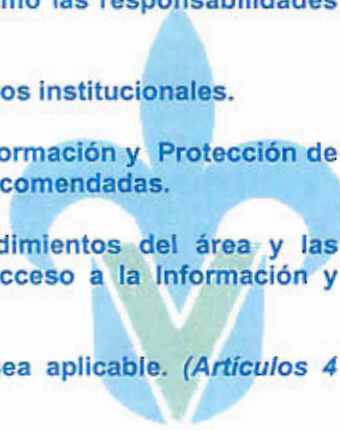 mo las responsabilidades
os institucionales.
ormación y Protección de
comendadas.
dimientos del área y las
cceso a la Información y
sea aplicable. (Artículos 4